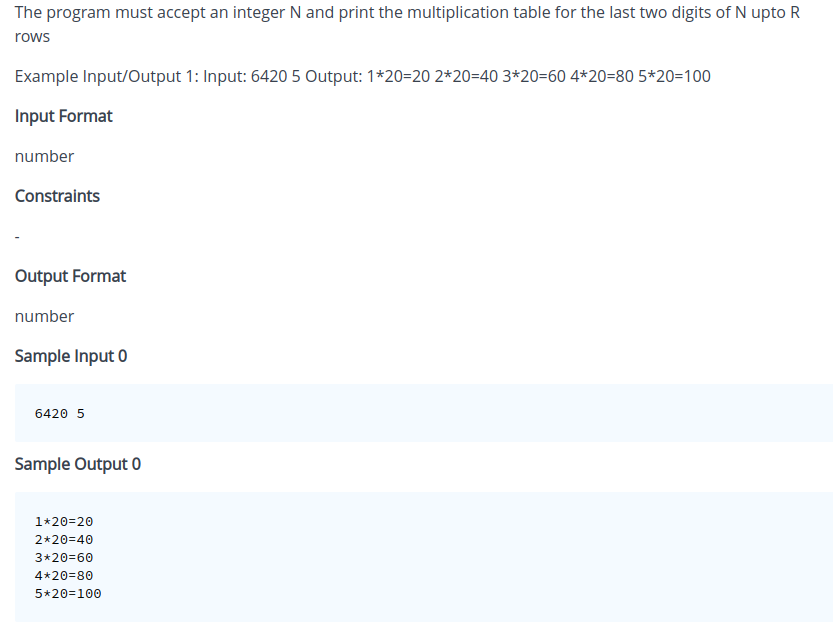 The program must accept an integer N and print the multiplication table for the last two digits of N upto R
rows
Example Input/Output 1: Input: 6420 5 Output: 1*20=20 2*20=40 3*20=60 4*20=80 5*20=100
Input Format
number
Constraints
-
Output Format
number
Sample Input 0
6420 5
Sample Output 0
1*20=20
2*20=40
3*20=60
4*20=80
5*20=100